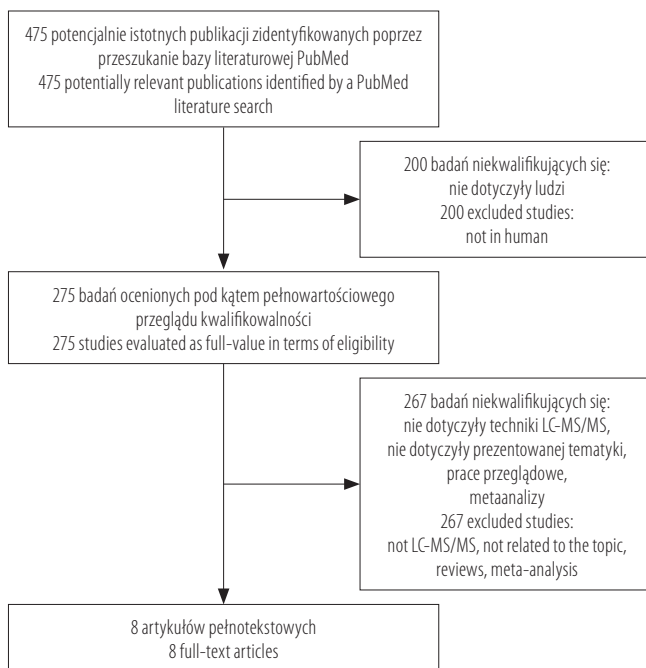 475 potencjalnie istotnych publikacji zidentyfikowanych poprzez
przeszukanie bazy literaturowej PubMed
475 potentially relevant publications identified by a PubMed
literature search
200 badań niekwalifikujących się:
nie dotyczyły ludzi
200 excluded studies:
not in human
275 badań ocenionych pod kątem pełnowartościowego
przeglądu kwalifikowalności
275 studies evaluated as full-value in terms of eligibility
267 badań niekwalifikujących się:
nie dotyczyły techniki LC-MS/MS,
nie dotyczyły prezentowanej tematyki,
prace przeglądowe,
metaanalizy
267 excluded studies:
not LC-MS/MS, not related to the topic,
reviews, meta-analysis
8 artykułów pełnotekstowych
8 full-text articles